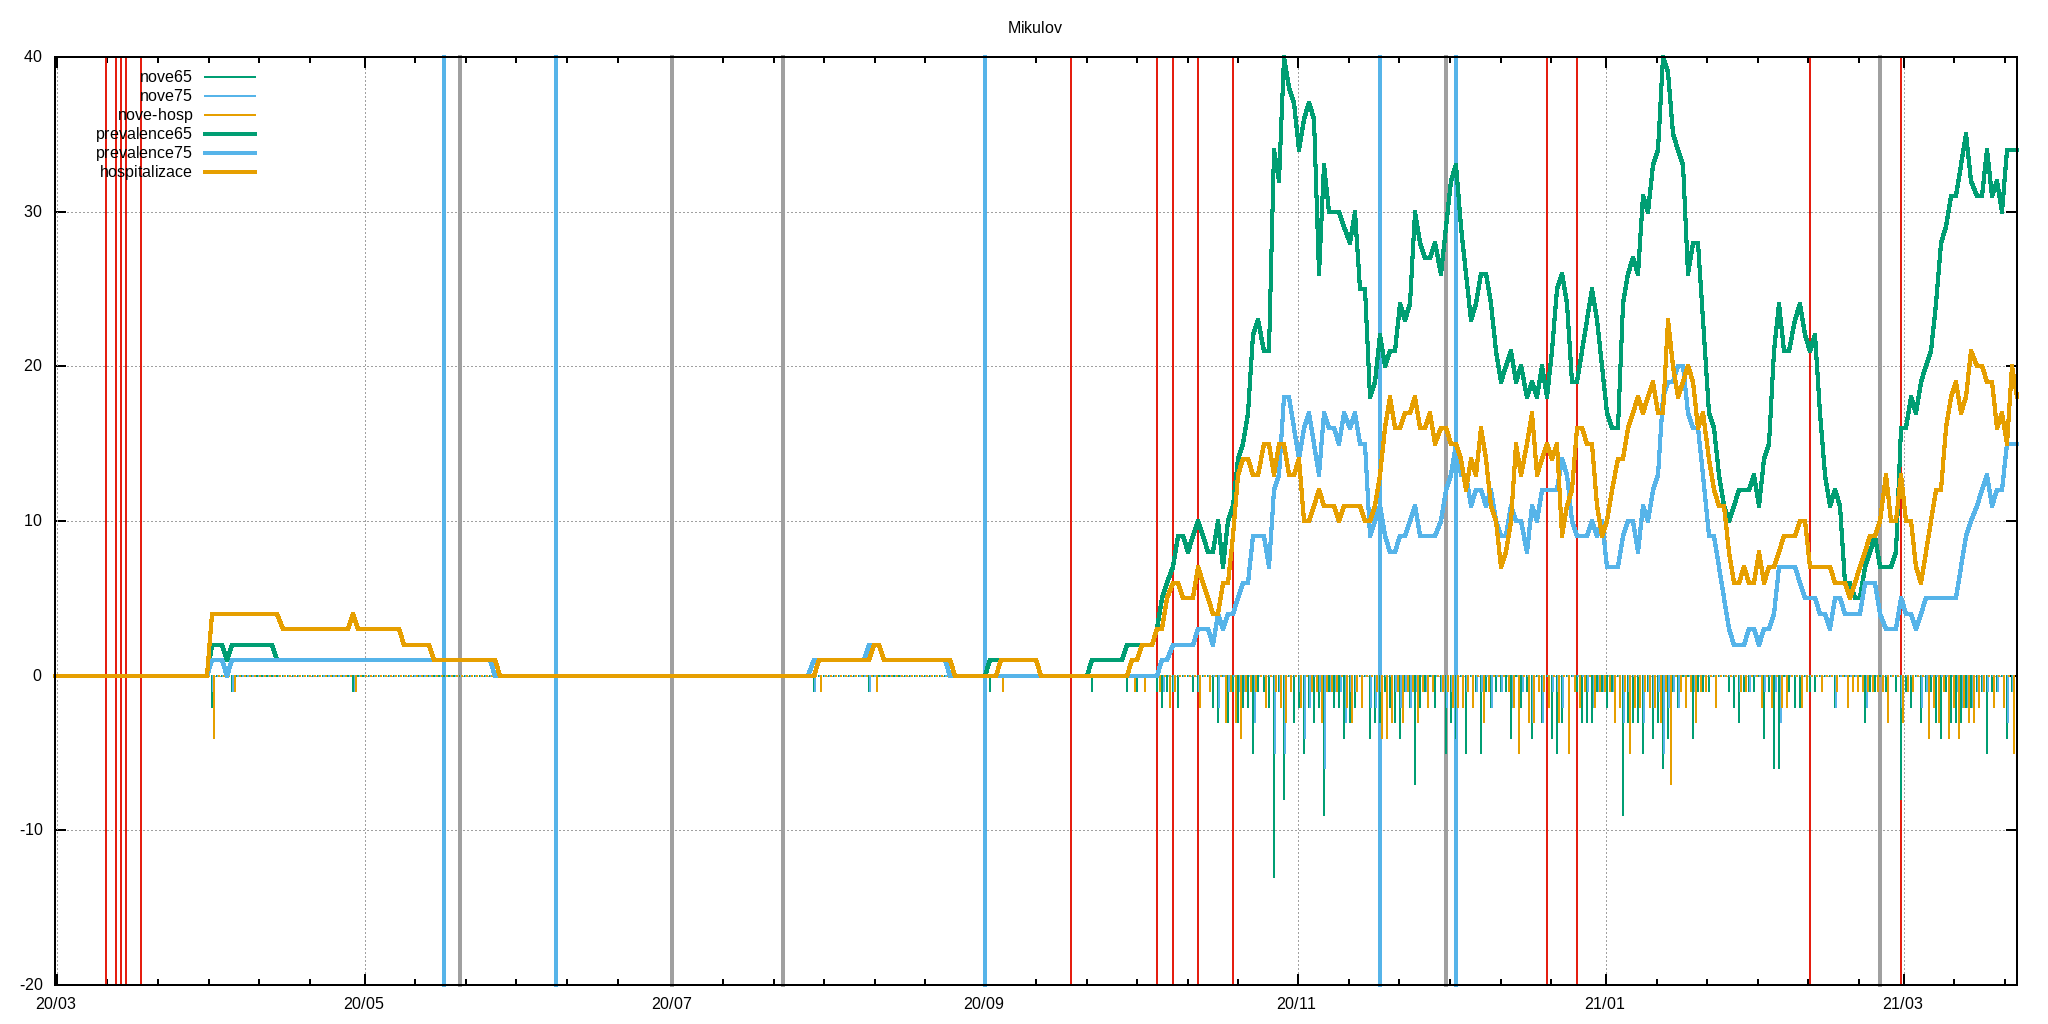 Mikulov
40
nove65
nove75
nove-hosp
prevalence65
prevalence75
hospitalizace
30
20
10
0
-10
-20
20/03 20/05 20/07 20/09 20/11 21/01 21/03